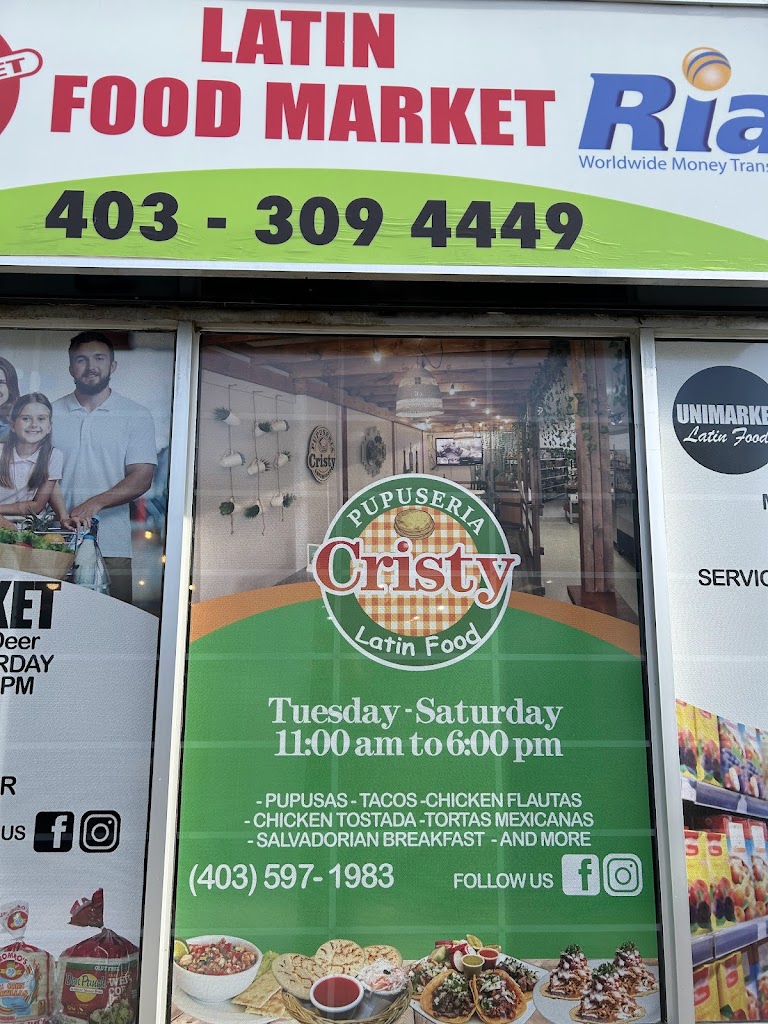 ET
LATIN
FOOD MARKET
Ria
Worldwide Money Trans
403 - 309 4449
KET
Deer
RDAY
PM
R
US
Cristy
PUPUSERIA
Cristy
Latin Food
Tuesday - Saturday
11:00 am to 6:00 pm
- PUPUSAS - TACOS -CHICKEN FLAUTAS
- CHICKEN TOSTADA -TORTAS MEXICANAS
- SALVADORIAN BREAKFAST - AND MORE
(403) 597-1983
FOLLOW US
UNIMARKE
Latin Food
SERVIC